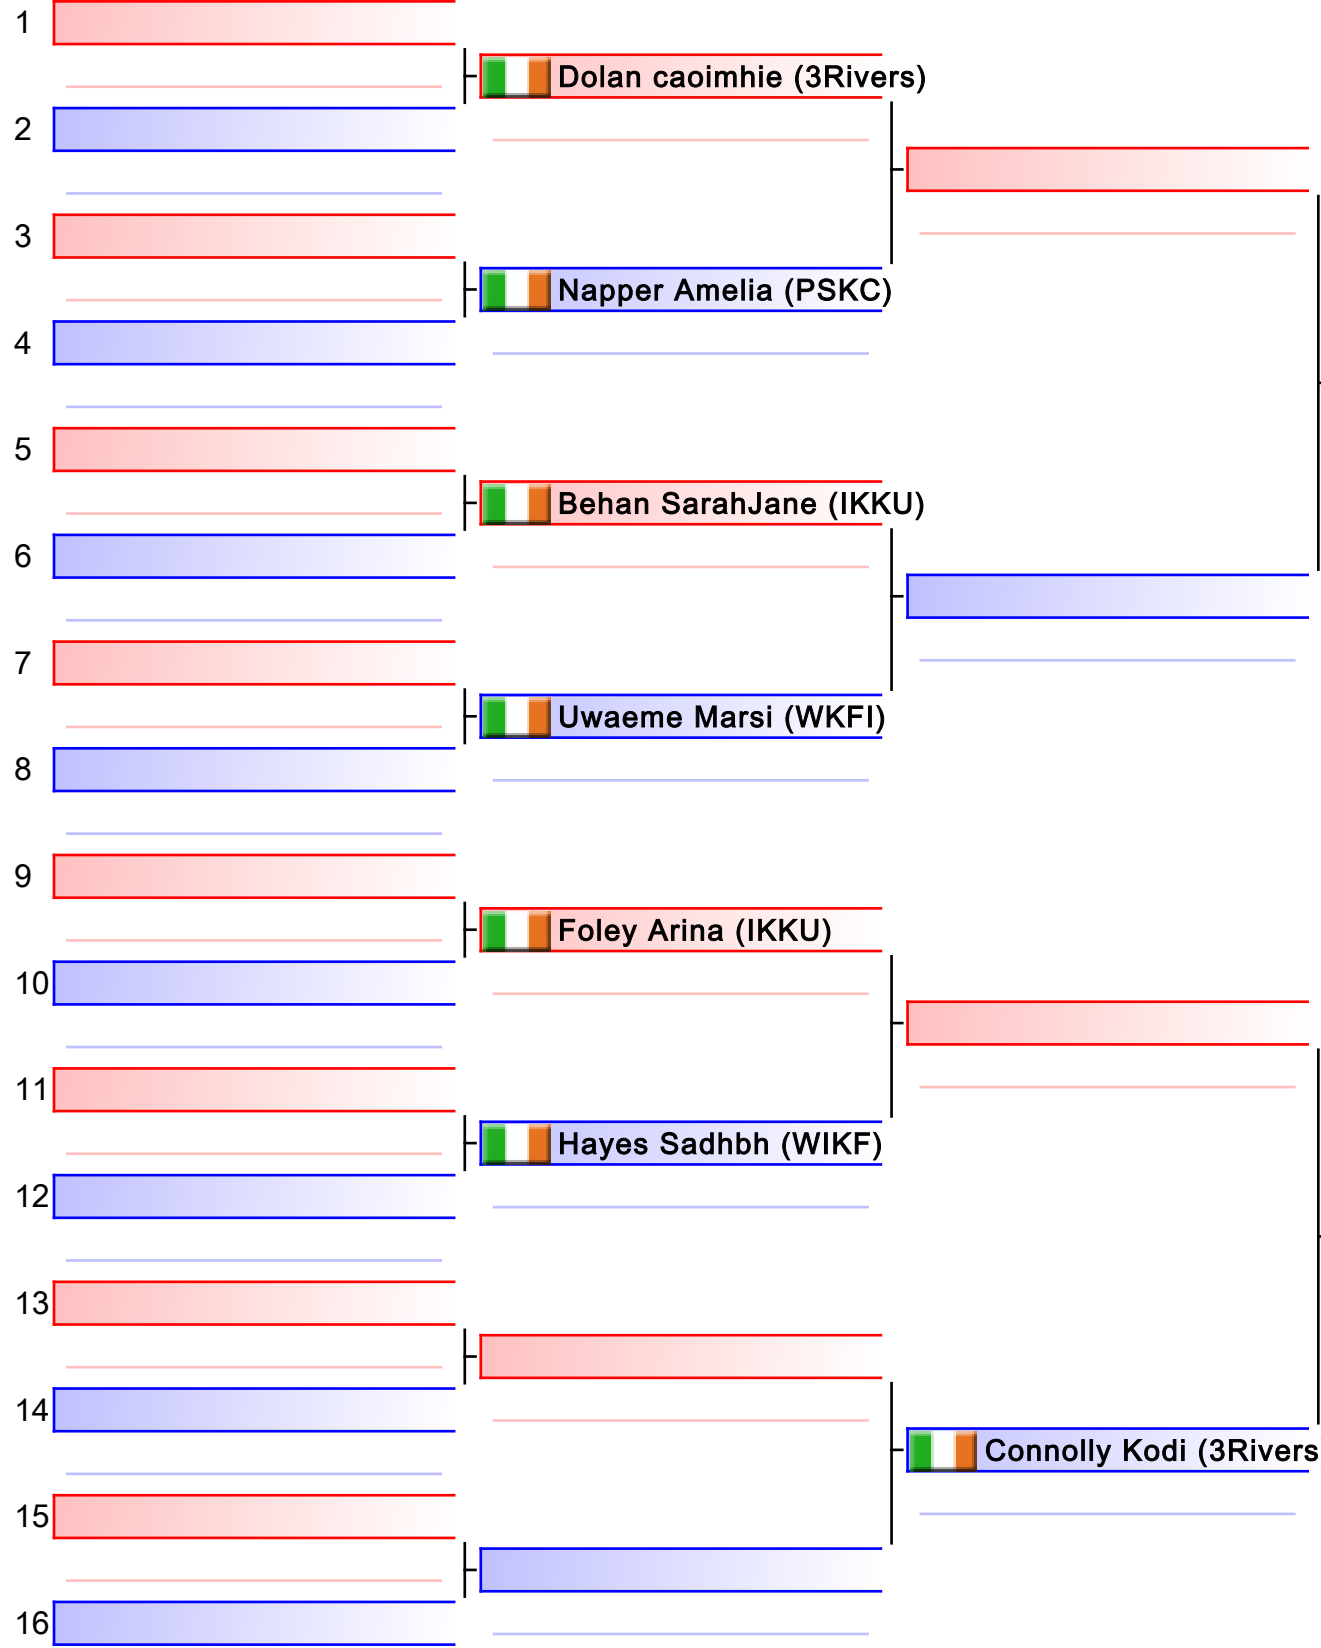 1
Dolan caoimhie (3Rivers)
2
3
Napper Amelia (PSKC)
4
5
Behan SarahJane (IKKU)
6
7
Uwaeme Marsi (WKFI)
8
9
Foley Arina (IKKU)
10
11
Hayes Sadhbh (WIKF)
12
13
14
Connolly Kodi (3Rivers
15
16